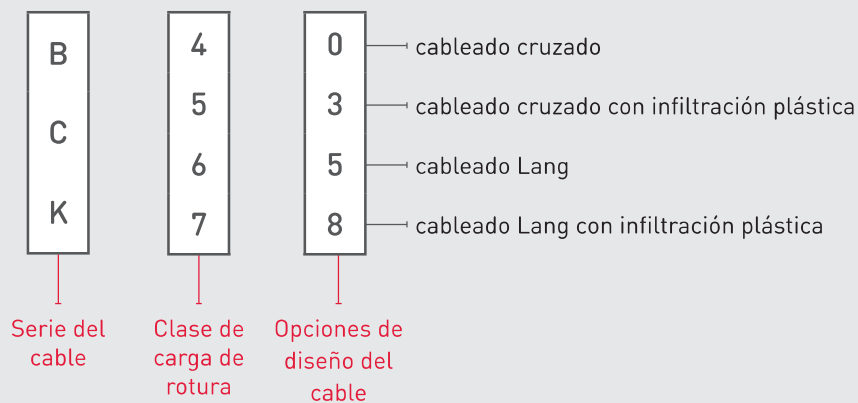 B
C
K
4
5
6
7
0
3
5
8
cableado cruzado
cableado cruzado con infiltración plástica
cableado Lang
cableado Lang con infiltración plástica
Serie del
cable
Clase de
carga de
rotura
Opciones de
diseño del
cable